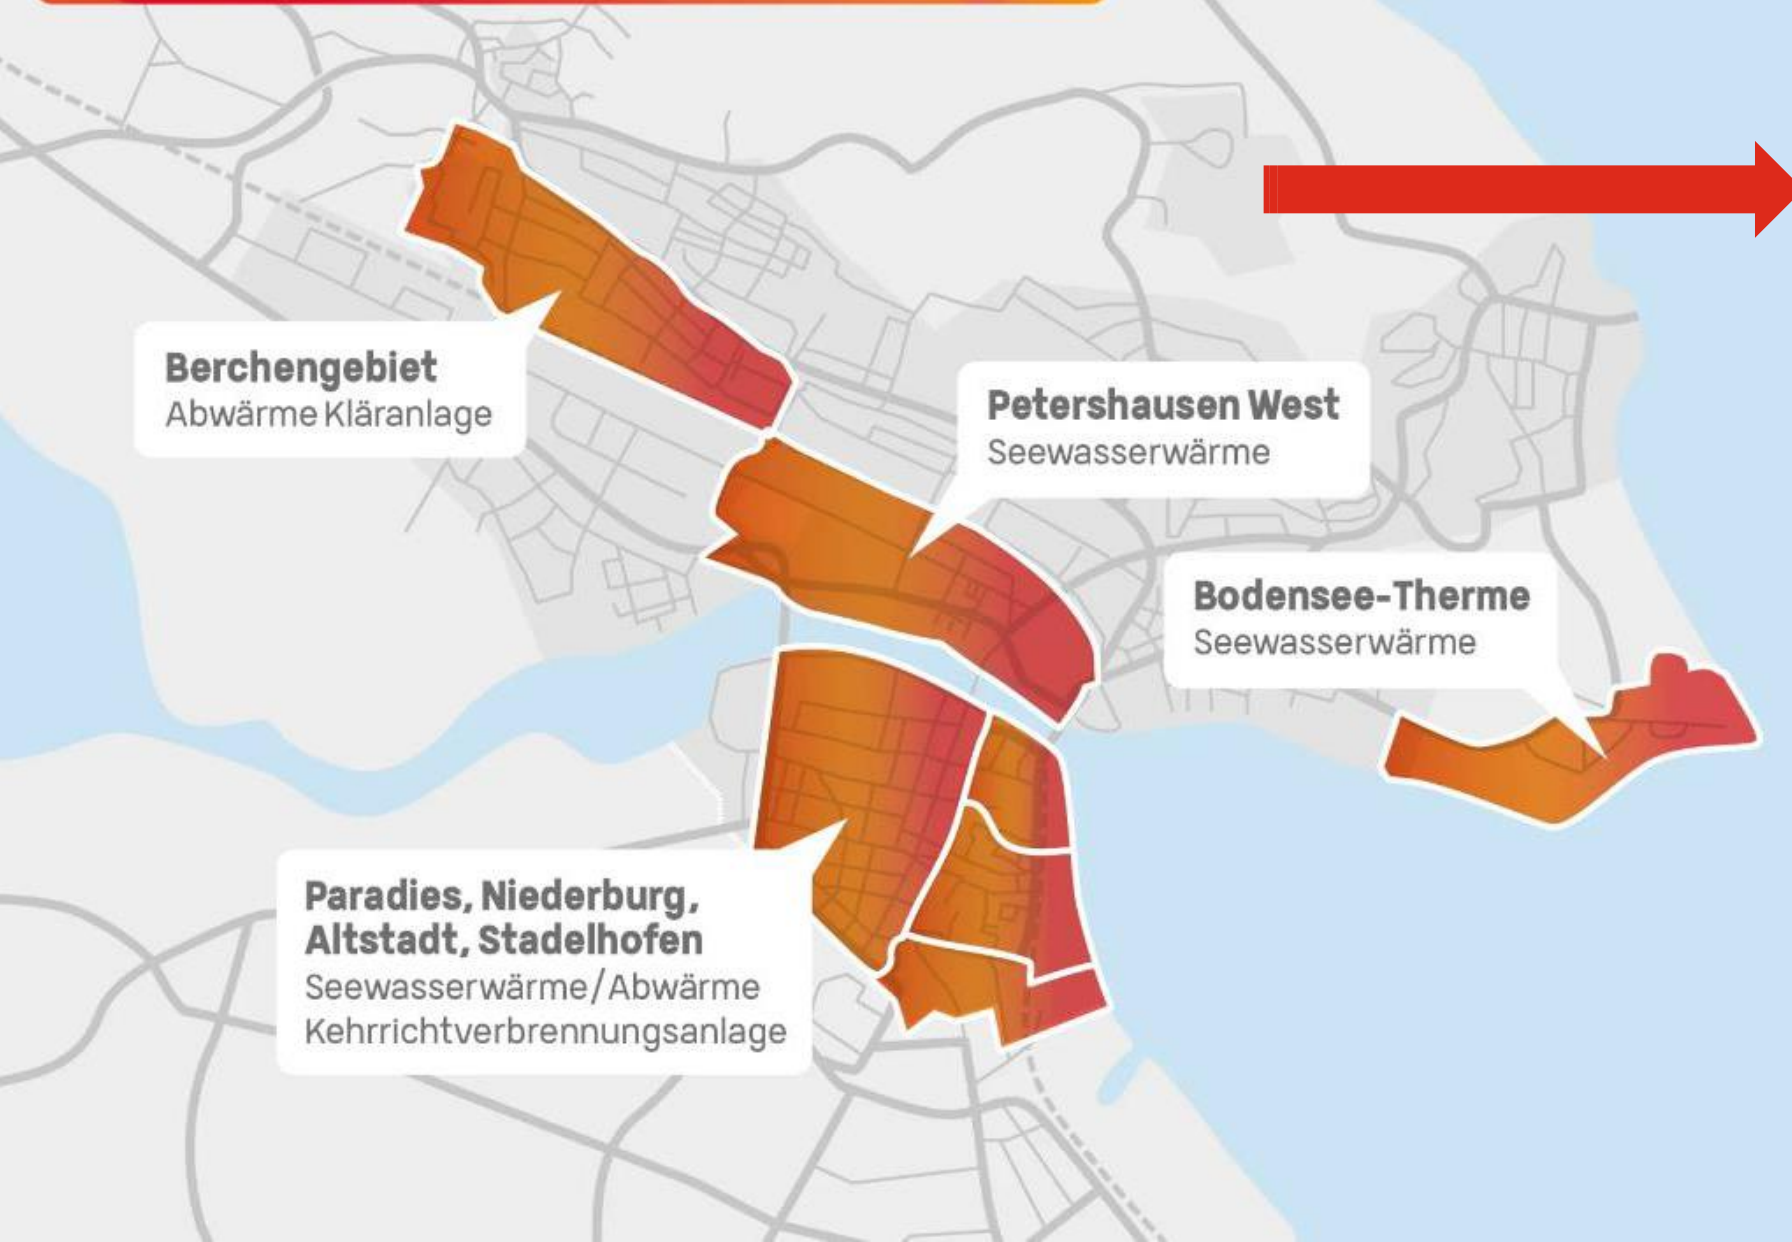 Berchengebiet
Abwärme Kläranlage
Petershausen West
Seewasserwärme
Bodensee-Therme
Seewasserwärme
Paradies, Niederburg,
Altstadt, Stadelhofen
Seewasserwärme/Abwärme
Kehrrichtverbrennungsanlage